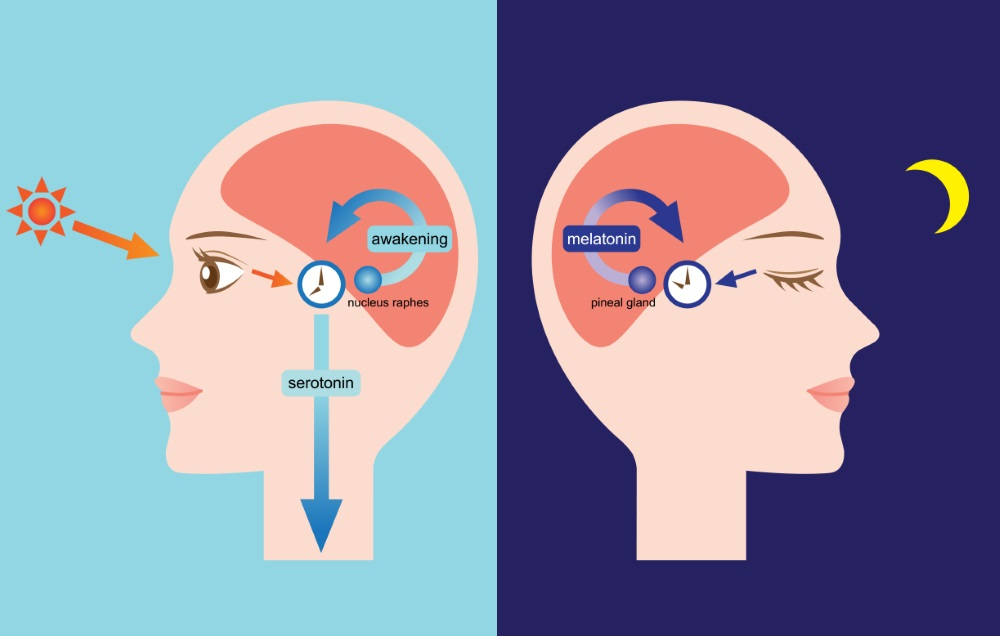 awakening
nucleus raphes
serotonin
melatonin
pineal gland